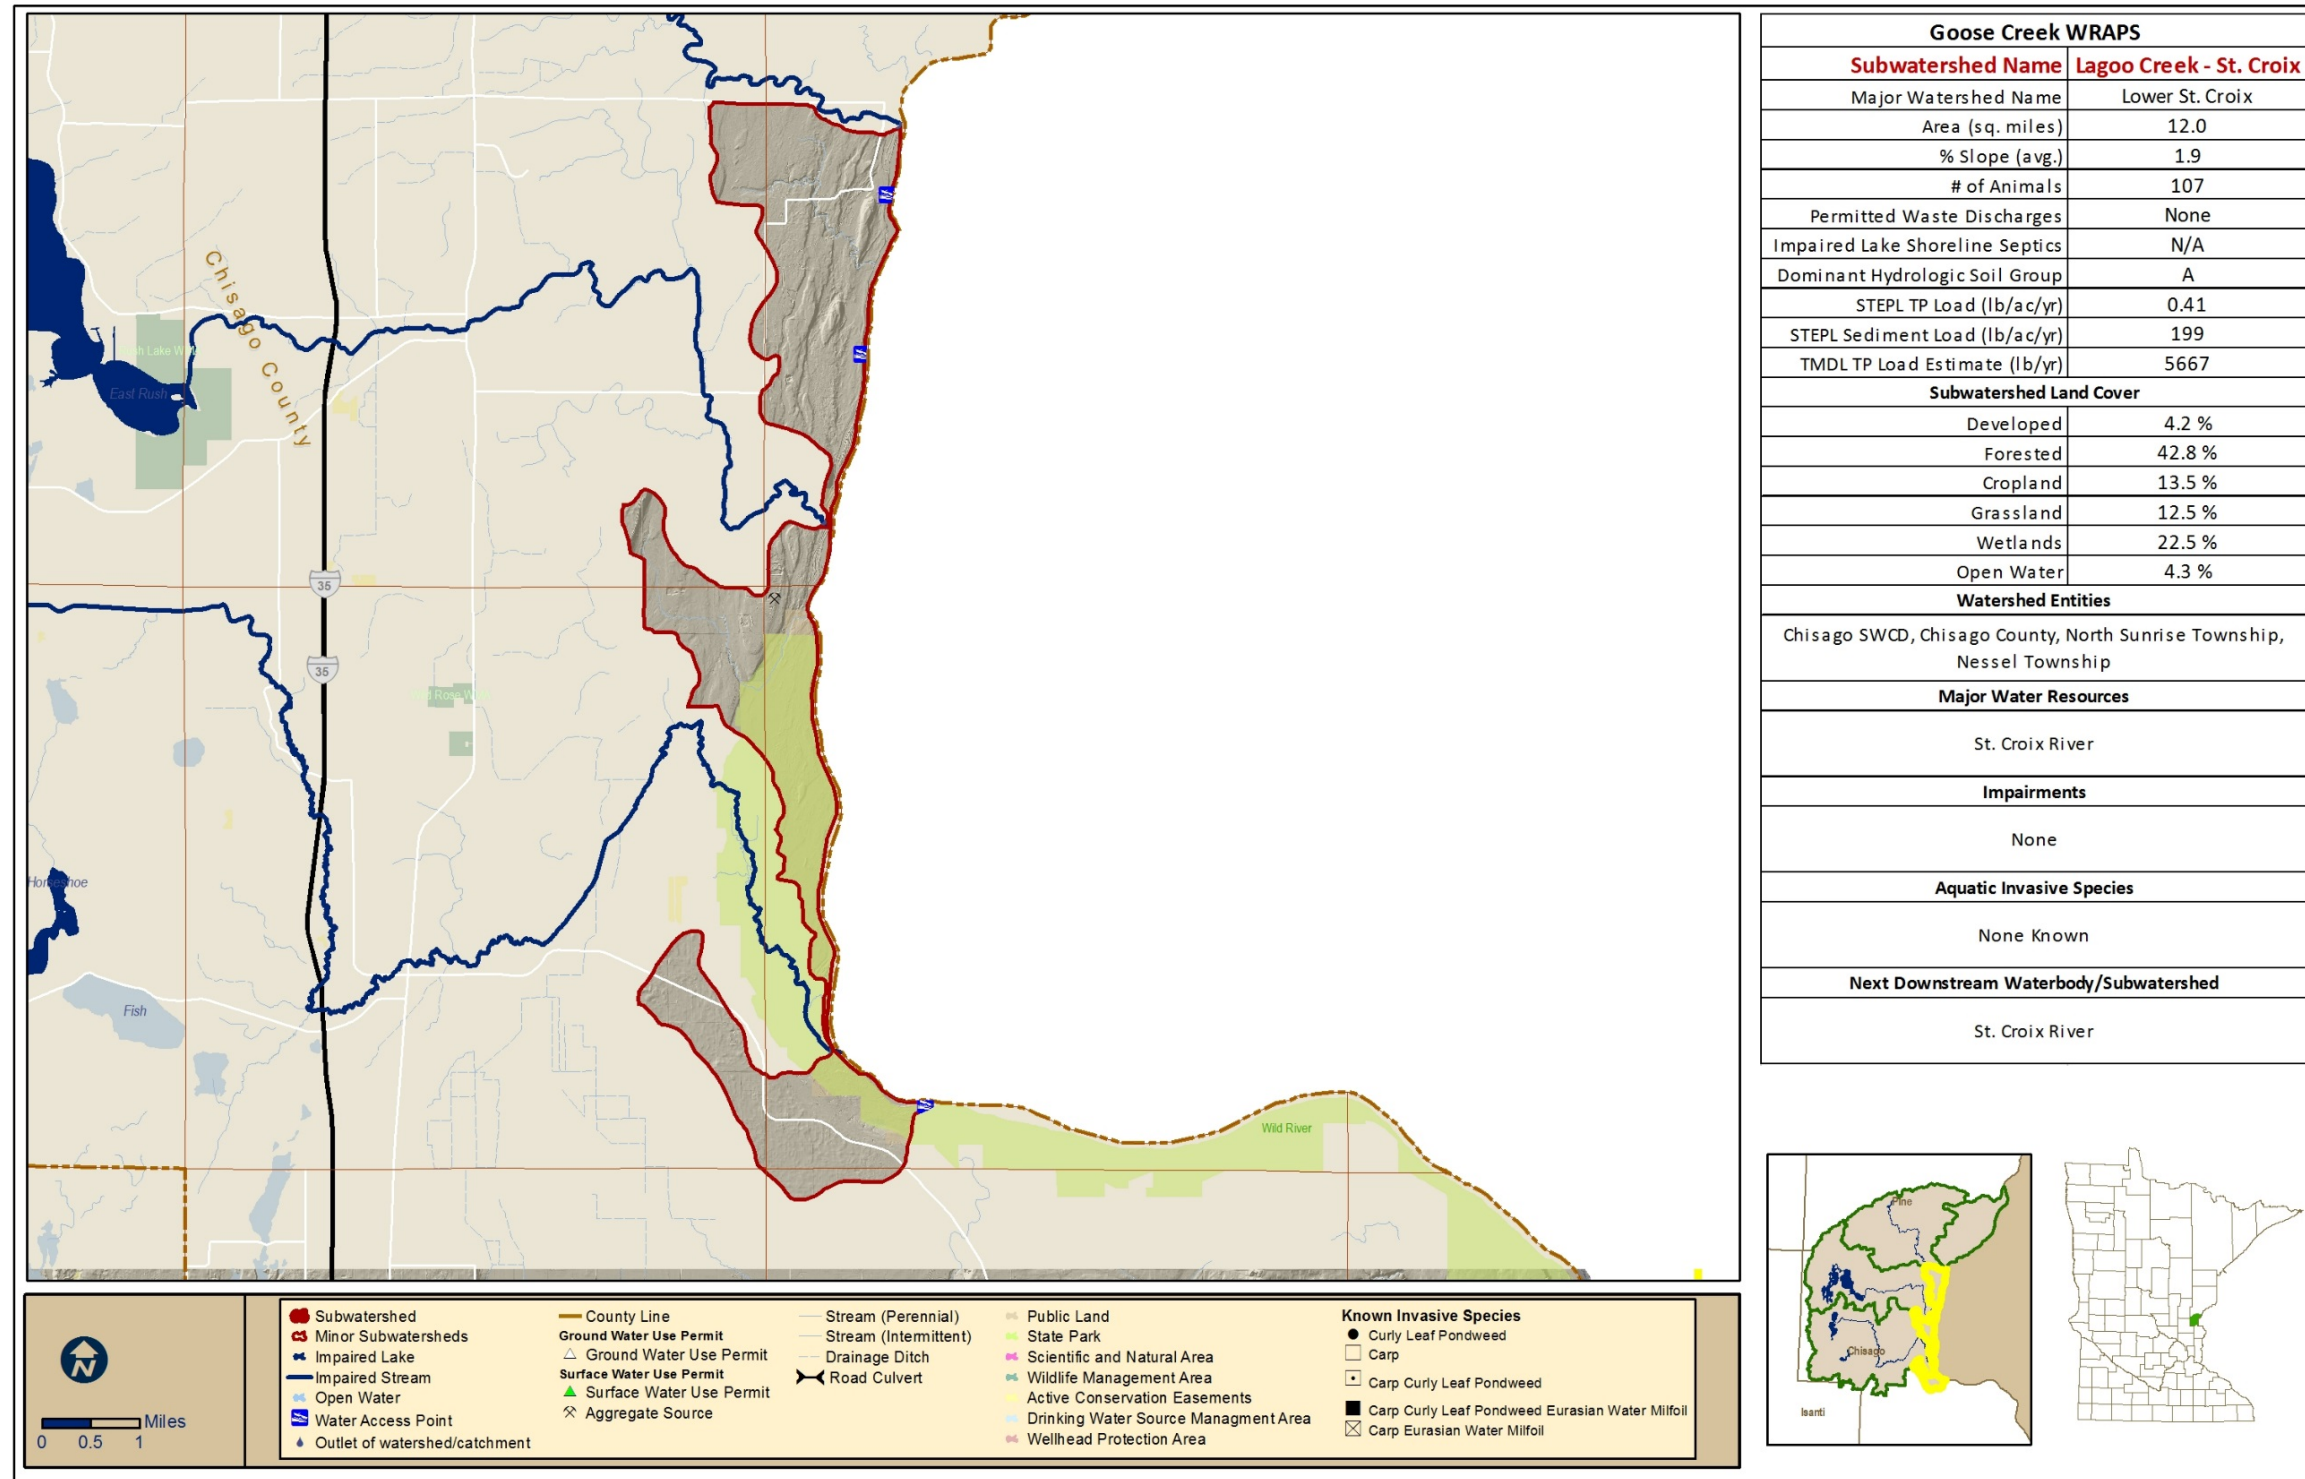 Chisago County
East Rush
35
35
Horseshoe
Fish
Wild River
Goose Creek WRAPS
Subwatershed Name Lagoo Creek - St. Croix
Major Watershed Name Lower St. Croix
Area (sq. miles) 12.0
% Slope (avg.) 1.9
# of Animals 107
Permitted Waste Discharges None
Impaired Lake Shoreline Septics N/A
Dominant Hydrologic Soil Group A
STEPL TP Load (lb/ac/yr) 0.41
STEPL Sediment Load (lb/ac/yr) 199
TMDL TP Load Estimate (lb/yr) 5667
Subwatershed Land Cover
Developed 4.2 %
Forested 42.8 %
Cropland 13.5 %
Grassland 12.5 %
Wetlands 22.5 %
Open Water 4.3 %
Watershed Entities
Chisago SWCD, Chisago County, North Sunrise Township,
Nessel Township
Major Water Resources
St. Croix River
Impairments
None
Aquatic Invasive Species
None Known
Next Downstream Waterbody/Subwatershed
St. Croix River
N
Miles
0 0.5 1
Subwatershed
Minor Subwatersheds
Impaired Lake
Impaired Stream
Open Water
Water Access Point
Outlet of watershed/catchment
County Line
Ground Water Use Permit
Ground Water Use Permit
Surface Water Use Permit
Surface Water Use Permit
Aggregate Source
Stream (Perennial)
Stream (Intermittent)
Drainage Ditch
Road Culvert
Public Land
State Park
Scientific and Natural Area
Wildlife Management Area
Active Conservation Easements
Drinking Water Source Managment Area
Wellhead Protection Area
Known Invasive Species
Curly Leaf Pondweed
Carp
Carp Curly Leaf Pondweed
Carp Curly Leaf Pondweed Eurasian Water Milfoil
Carp Eurasian Water Milfoil
Pine
Chisago
Isanti